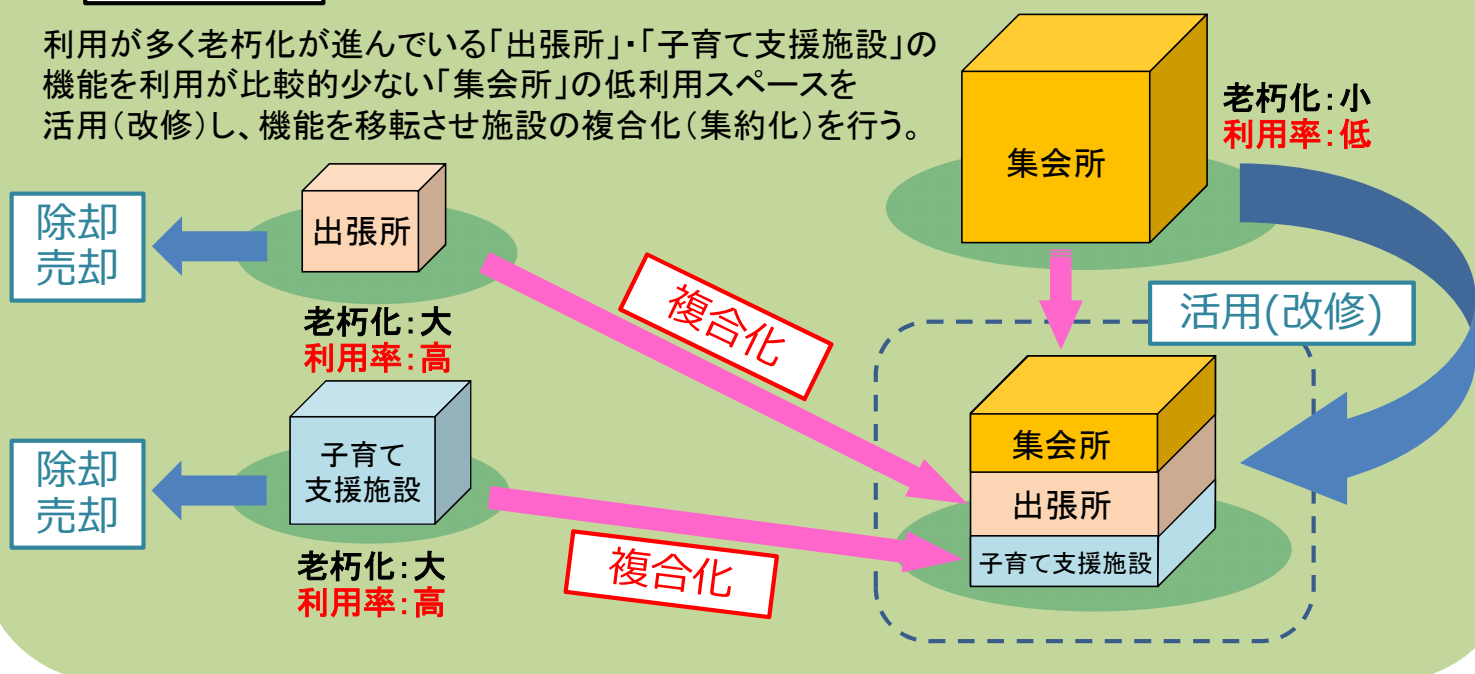 利用が多く老朽化が進んでいる「出張所」・「子育て支援施設」の
機能を利用が比較的少ない「集会所」の低利用スペースを
活用(改修)し、機能を移転させ施設の複合化(集約化)を行う。
集会所
老朽化:小
利用率:低
除却
売却
出張所
老朽化:大
利用率:高
複合化
活用(改修)
除却
売却
子育て
支援施設
老朽化:大
利用率:高
複合化
集会所
出張所
子育て支援施設